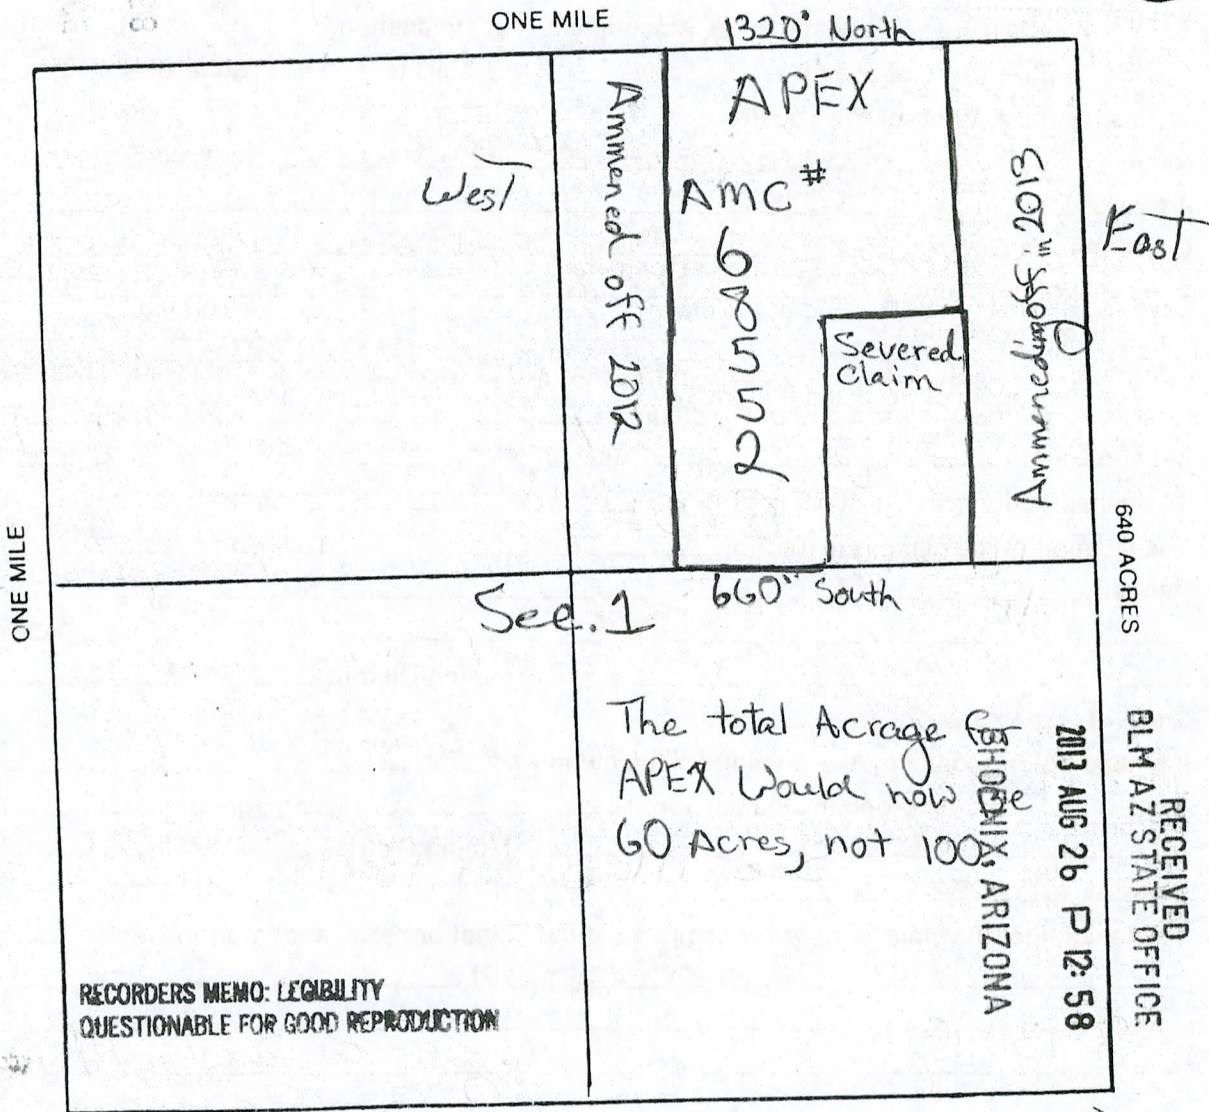 ONE MILE
1320' North
APEX
AMC #
68552
Ammened off 2012
West
Severed
Claim
Ammened "off" 2013
East
640 ACRES
ONE MILE
660" South
Sec. 1
The total Acrage for
APEX Would now be
60 Acres, not 100.
RECEIVED
BLM AZ STATE OFFICE
2013 AUG 26 P 12: 58
PHOENIX, ARIZONA
RECORDERS MEMO: LEGIBILITY
QUESTIONABLE FOR GOOD REPRODUCTION